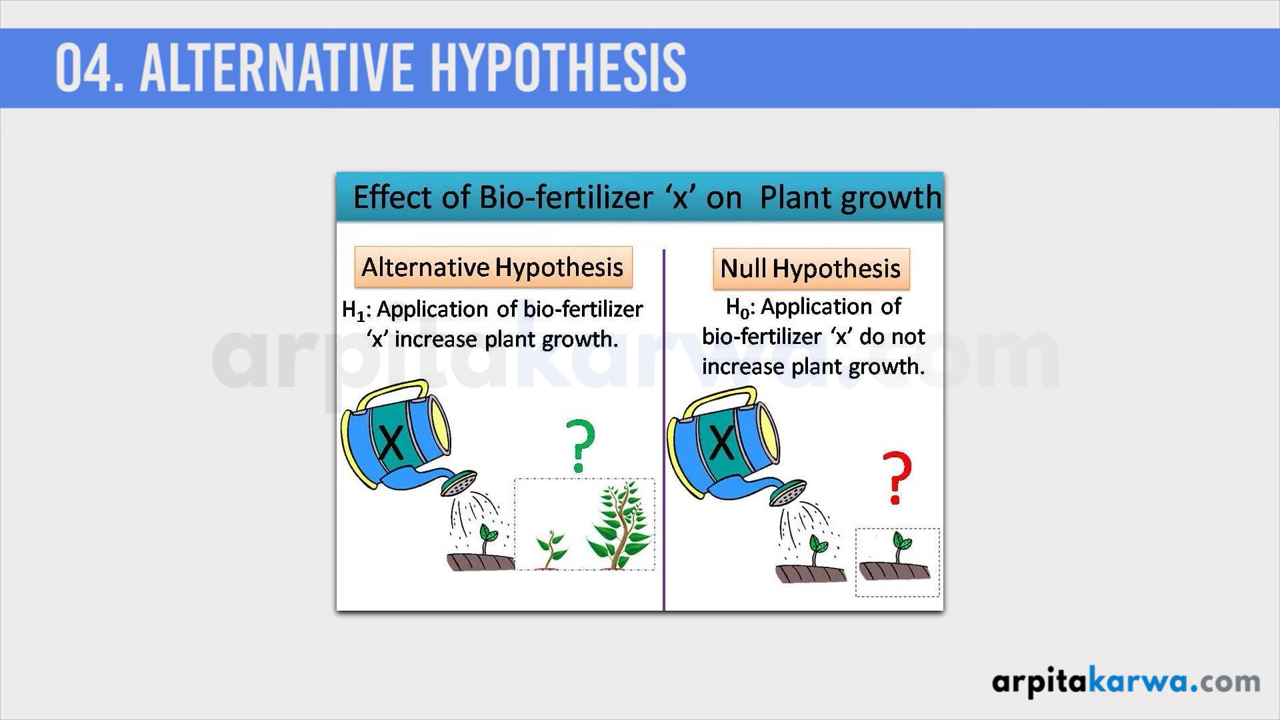 04. ALTERNATIVE HYPOTHESIS
Effect of Bio-fertilizer ‘x’ on Plant growth
Alternative Hypothesis
H₁: Application of bio-fertilizer
‘x’ increase plant growth.
X
?
Null Hypothesis
H₀: Application of
bio-fertilizer ‘x’ do not
increase plant growth.
X
?
arpitakarwa.com
arpitakarwa.com